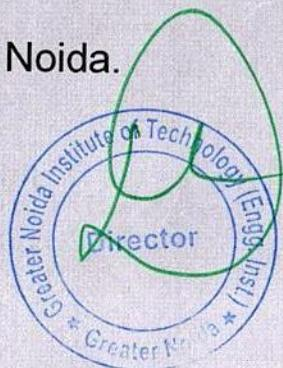 Noida.
Greater Noida Institute of Technology (Engg. Inst.)
Director
* Greater Noida *